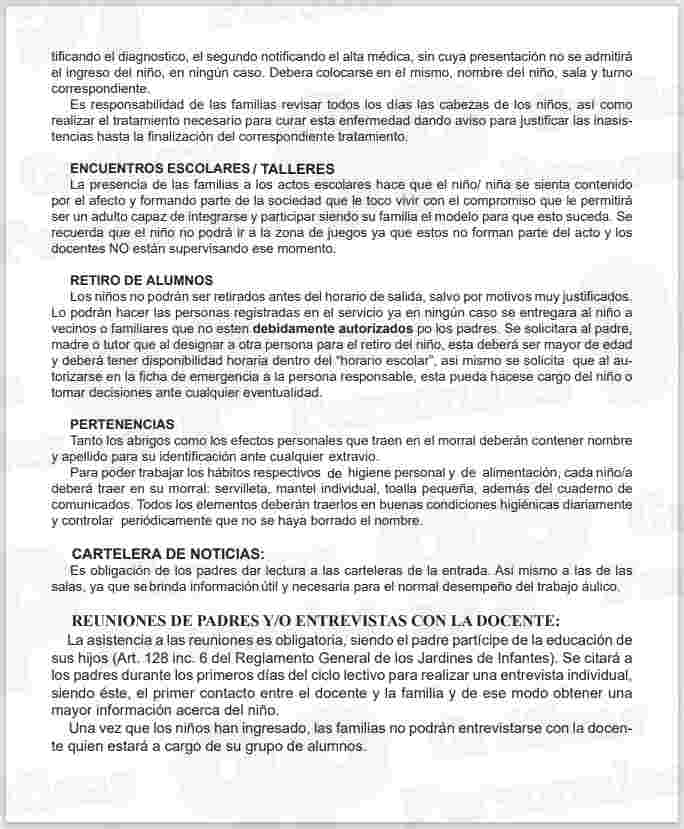 tificando el diagnostico, el segundo notificando el alta médica, sin cuya presentación no se admitirá
el ingreso del niño, en ningún caso. Debera colocarse en el mismo, nombre del niño, sala y turno
correspondiente.
Es responsabilidad de las familias revisar todos los días las cabezas de los niños, así como
realizar el tratamiento necesario para curar esta enfermedad dando aviso para justificar las inasis-
tencias hasta la finalización del correspondiente tratamiento.
ENCUENTROS ESCOLARES / TALLERES
La presencia de las familias a los actos escolares hace que el niño/ niña se sienta contenido
por el afecto y formando parte de la sociedad que le toco vivir con el compromiso que le permitirá
ser un adulto capaz de integrarse y participar siendo su familia el modelo para que esto suceda. Se
recuerda que el niño no podrá ir a la zona de juegos ya que estos no forman parte del acto y los
docentes NO están supervisando ese momento.
RETIRO DE ALUMNOS
Los niños no podrán ser retirados antes del horario de salida, salvo por motivos muy justificados.
Lo podrán hacer las personas registradas en el servicio ya en ningún caso se entregara al niño a
vecinos o familiares que no esten debidamente autorizados po los padres. Se solicitara al padre,
madre o tutor que al designar a otra persona para el retiro del niño, esta deberá ser mayor de edad
y deberá tener disponibilidad horaria dentro del "horario escolar", asi mismo se solicita que al au-
torizarse en la ficha de emergencia a la persona responsable, esta pueda hacese cargo del niño o
tomar decisiones ante cualquier eventualidad.
PERTENENCIAS
Tanto los abrigos como los efectos personales que traen en el morral deberán contener nombre
y apellido para su identificación ante cualquier extravio.
Para poder trabajar los hábitos respectivos de higiene personal y de alimentación, cada niño/a
deberá traer en su morral: servilleta, mantel individual, toalla pequeña, además del cuaderno de
comunicados. Todos los elementos deberán traerlos en buenas condiciones higiénicas diariamente
y controlar periódicamente que no se haya borrado el nombre.
CARTELERA DE NOTICIAS:
Es obligación de los padres dar lectura a las carteleras de la entrada. Así mismo a las de las
salas, ya que se brinda información útil y necesaria para el normal desempeño del trabajo áulico.
REUNIONES DE PADRES Y/O ENTREVISTAS CON LA DOCENTE:
La asistencia a las reuniones es obligatoria, siendo el padre partícipe de la educación de
sus hijos (Art. 128 inc. 6 del Reglamento General de los Jardines de Infantes). Se citará a
los padres durante los primeros días del ciclo lectivo para realizar una entrevista individual,
siendo éste, el primer contacto entre el docente y la familia y de ese modo obtener una
mayor información acerca del niño.
Una vez que los niños han ingresado, las familias no podrán entrevistarse con la docen-
te quien estará a cargo de su grupo de alumnos.